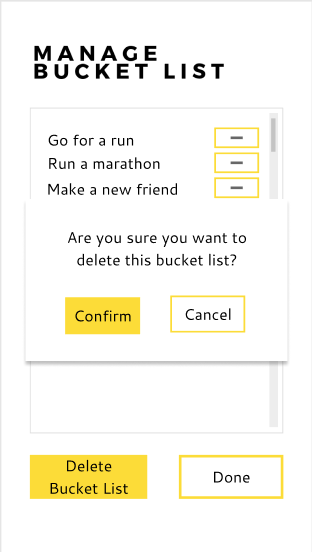 MANAGE
BUCKET LIST
Go for a run
Run a marathon
Make a new friend
Are you sure you want to
delete this bucket list?
Confirm
Cancel
Delete
Bucket List
Done